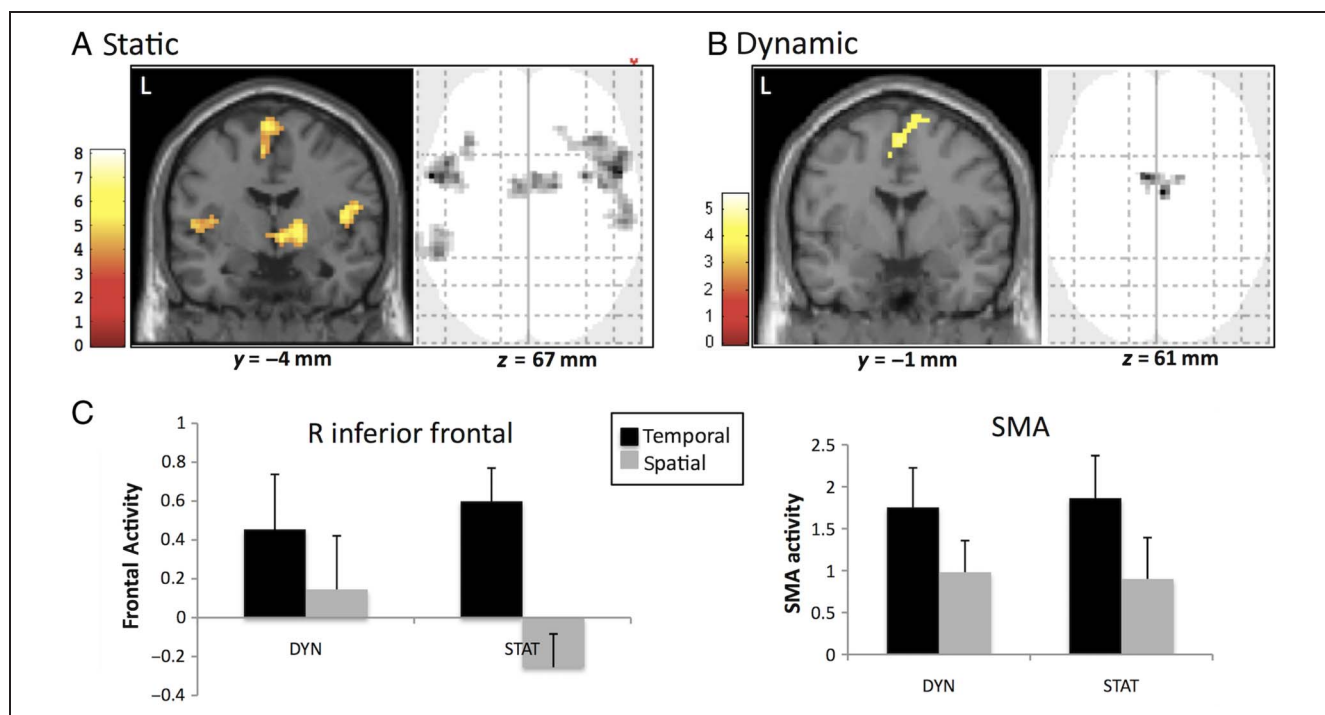 A Static
L
8
7
6
5
4
3
2
1
0
y = −4 mm
z = 67 mm
B Dynamic
L
5
4
3
2
1
0
y = −1 mm
z = 61 mm
C
R inferior frontal
Frontal Activity
1
0.8
0.6
0.4
0.2
0
−0.2
−0.4
DYN
STAT
Temporal
Spatial
SMA
SMA activity
2.5
2
1.5
1
0.5
0
DYN
STAT